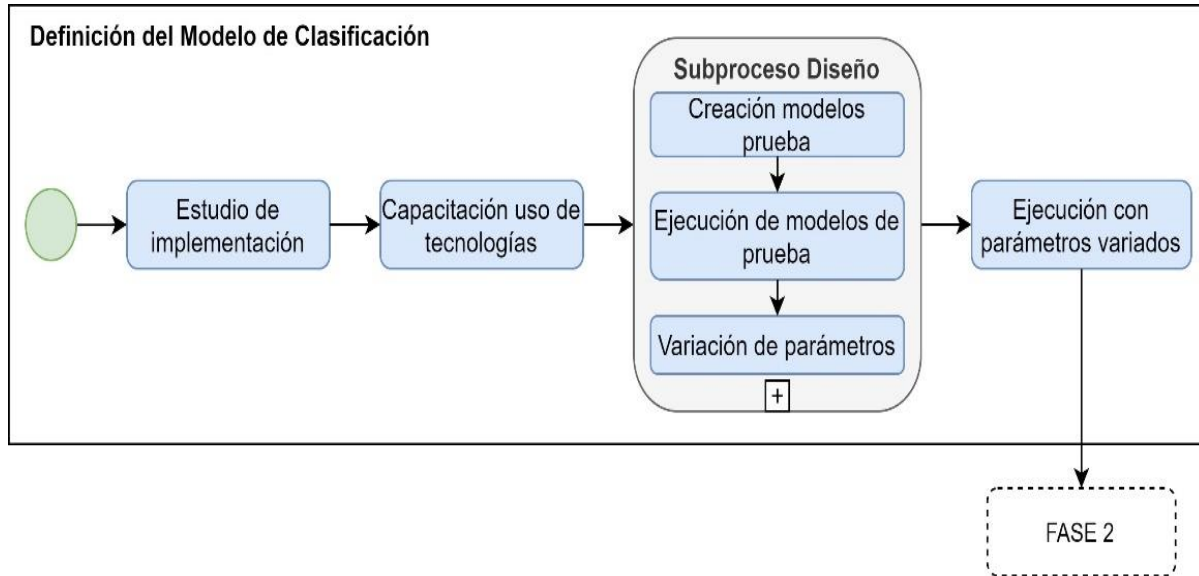 Definición del Modelo de Clasificación
Estudio de
implementación
Capacitación uso de
tecnologías
Subproceso Diseño
Creación modelos
prueba
Ejecución de modelos de
prueba
Variación de parámetros
+
Ejecución con
parámetros variados
FASE 2